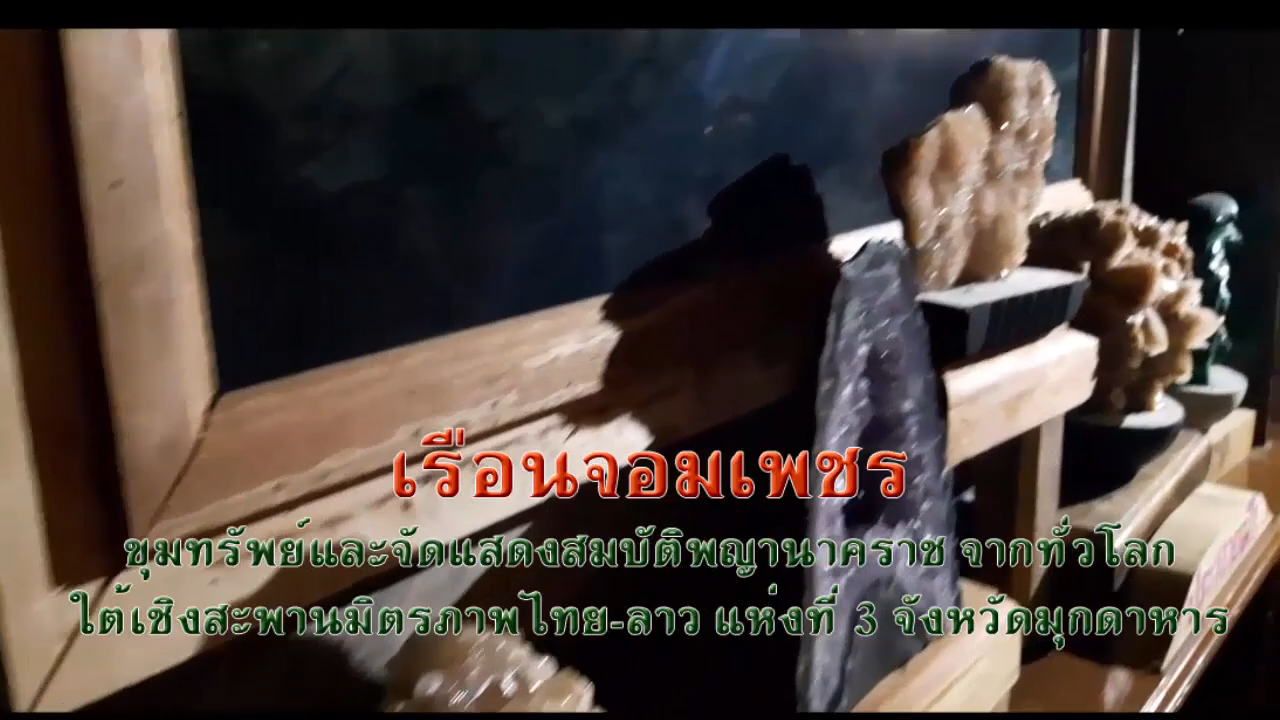 เรือนจอมเพชร
ขุมทรัพย์และจัดแสดงสมบัติพญานาคราช จากทั่วโลก
ใต้เชิงสะพานมิตรภาพไทย-ลาว แห่งที่ 3 จังหวัดมุกดาหาร